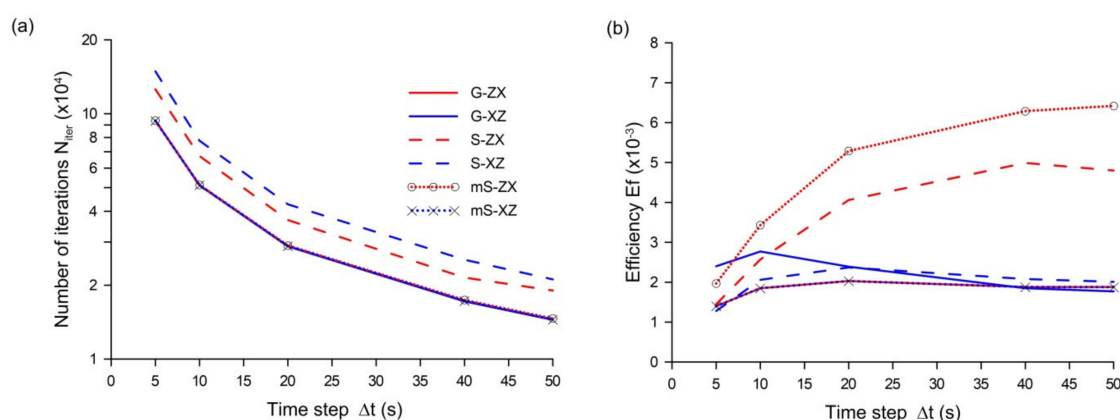 (a)
Number of iterations N_iter (x10⁴)
20
10
8
6
4
2
1
0 5 10 15 20 25 30 35 40 45 50
Time step Δt (s)
G-ZX
G-XZ
S-ZX
S-XZ
mS-ZX
mS-XZ
(b)
Efficiency Ef (x10⁻³)
8
7
6
5
4
3
2
1
0
0 5 10 15 20 25 30 35 40 45 50
Time step Δt (s)